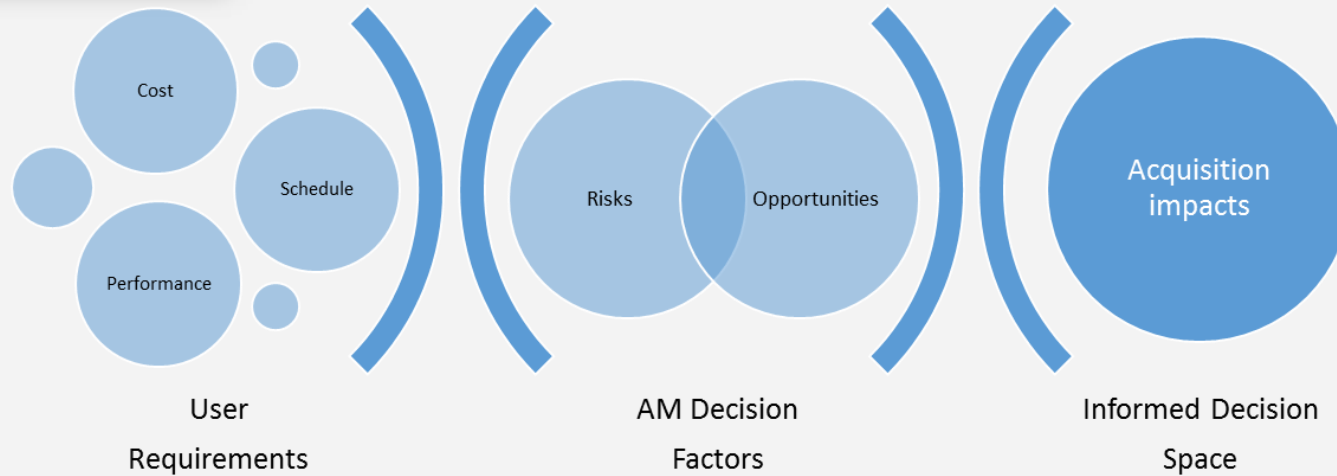 Cost
Schedule
Performance
User
Requirements
Risks
Opportunities
AM Decision
Factors
Acquisition
impacts
Informed Decision
Space